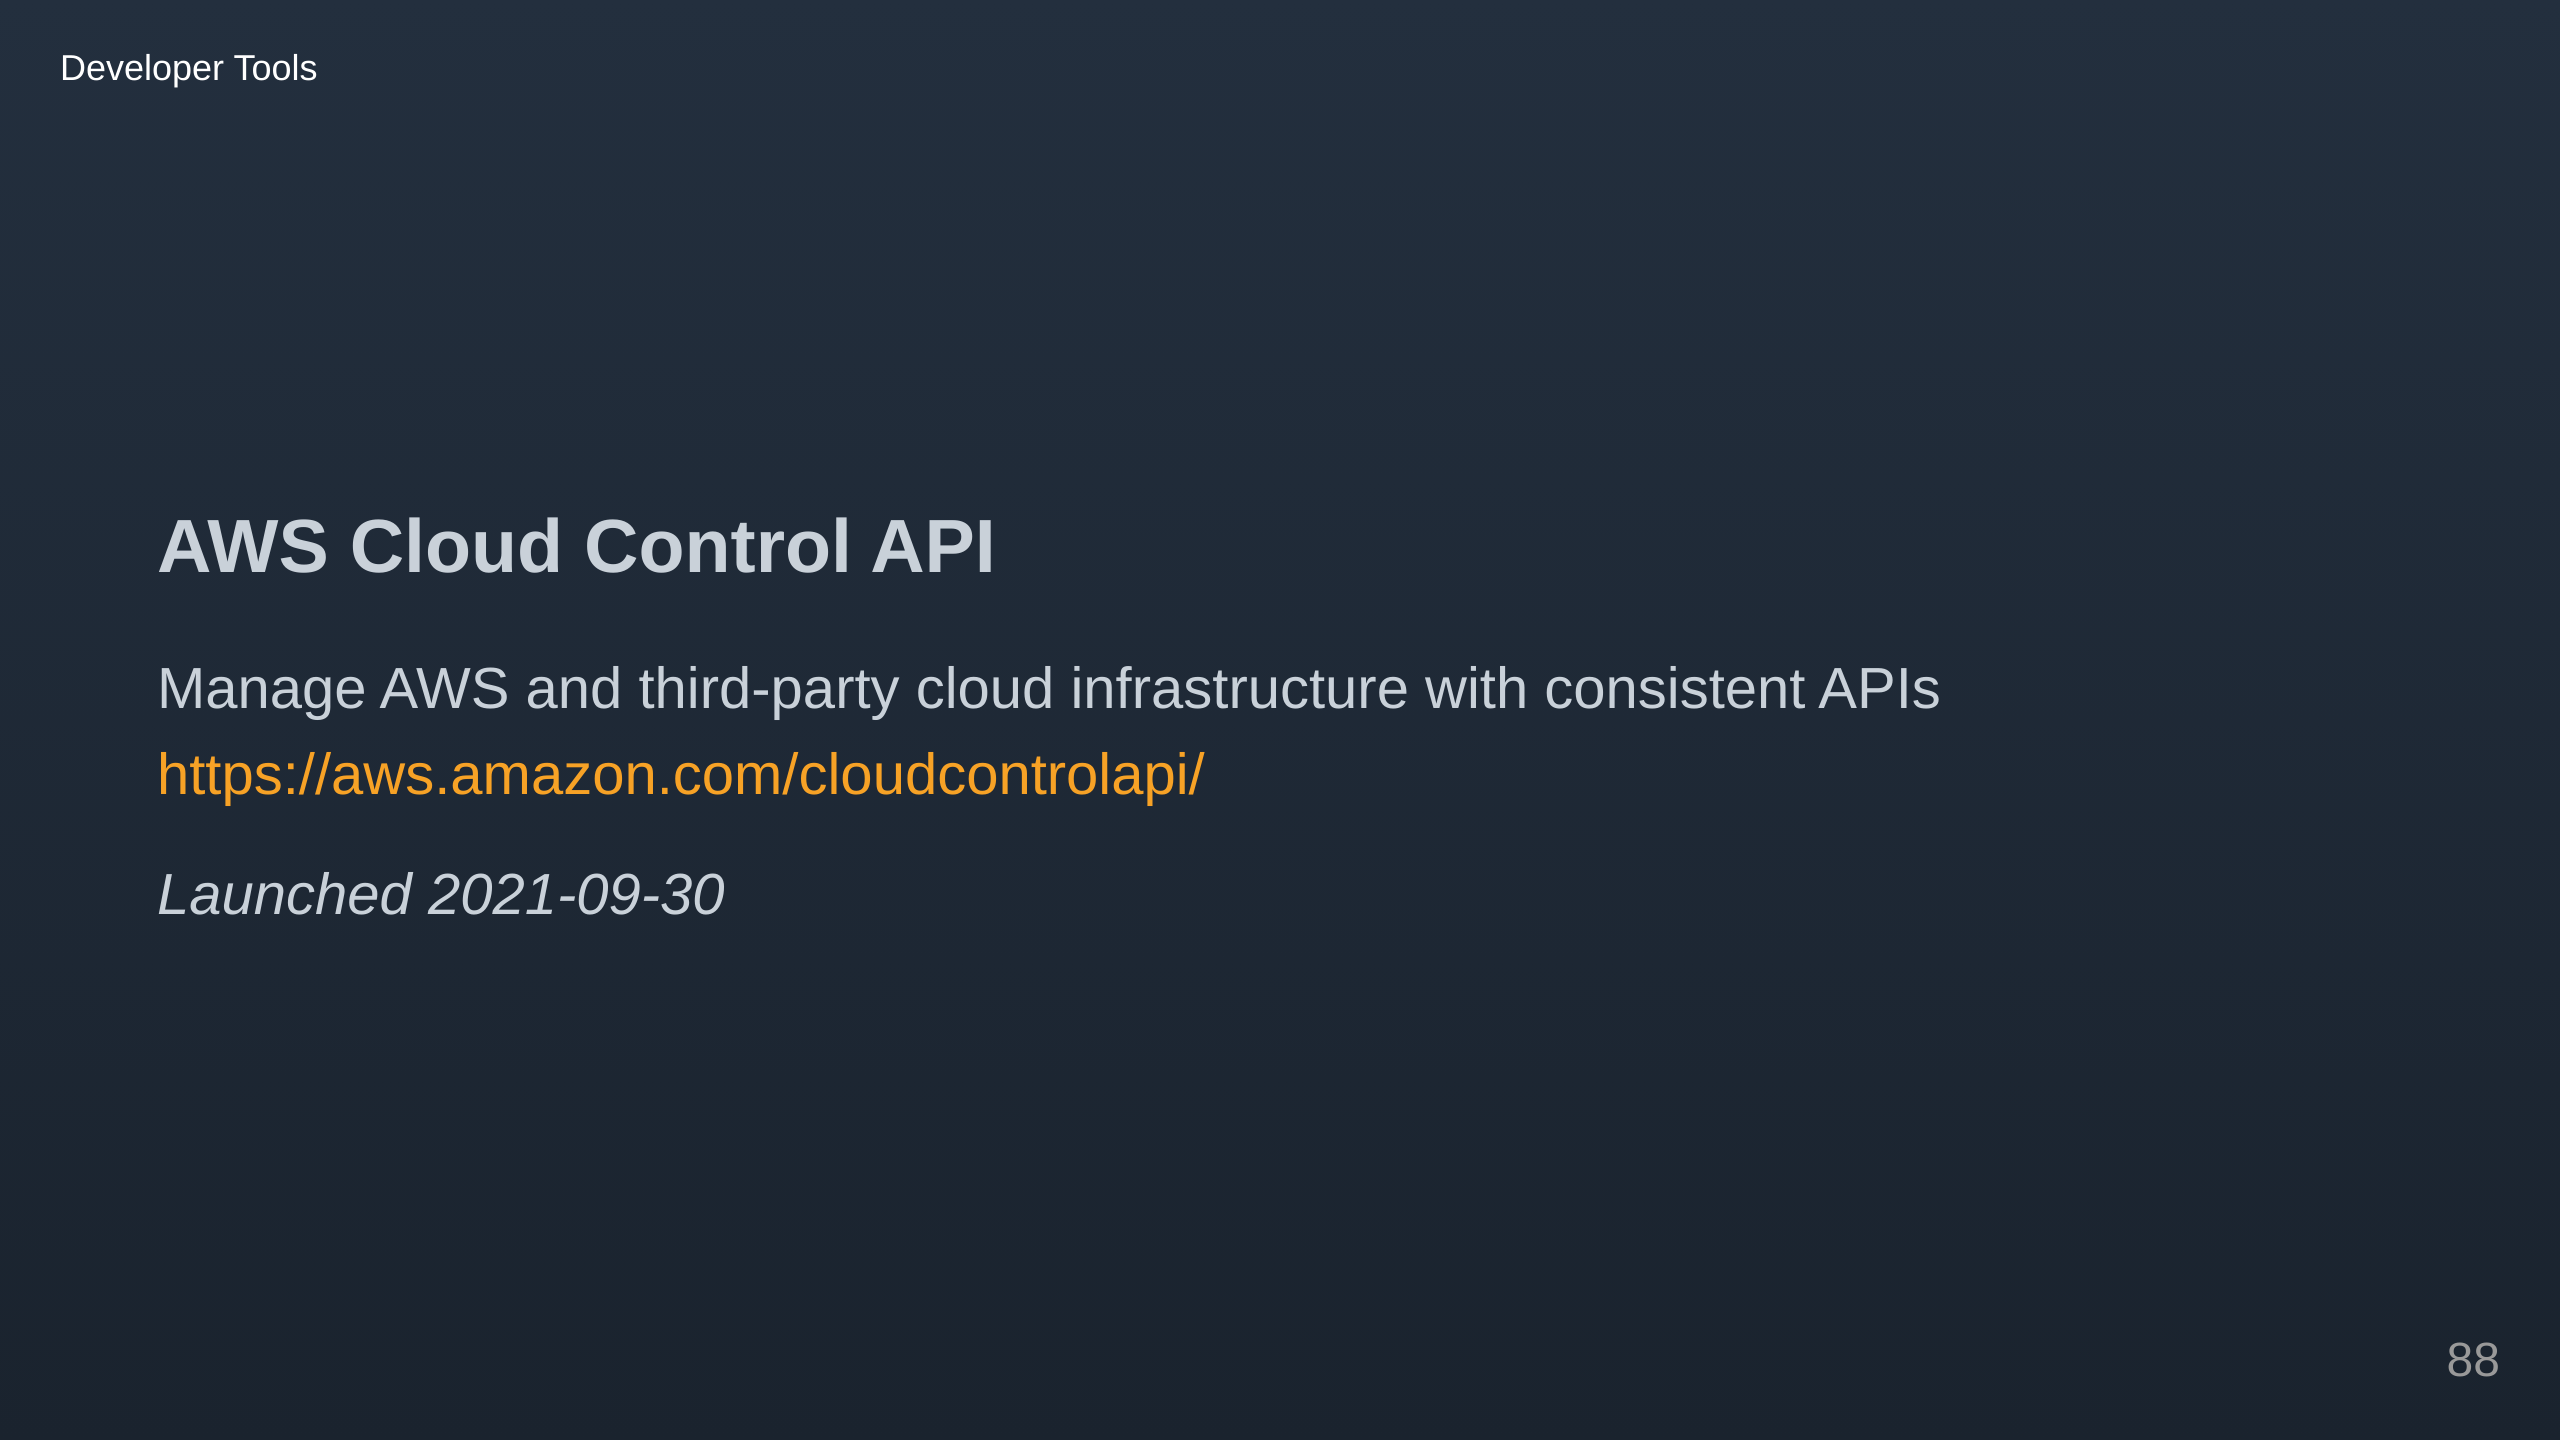 Developer Tools
AWS Cloud Control API
Manage AWS and third-party cloud infrastructure with consistent APIs
https://aws.amazon.com/cloudcontrolapi/
Launched 2021-09-30
88